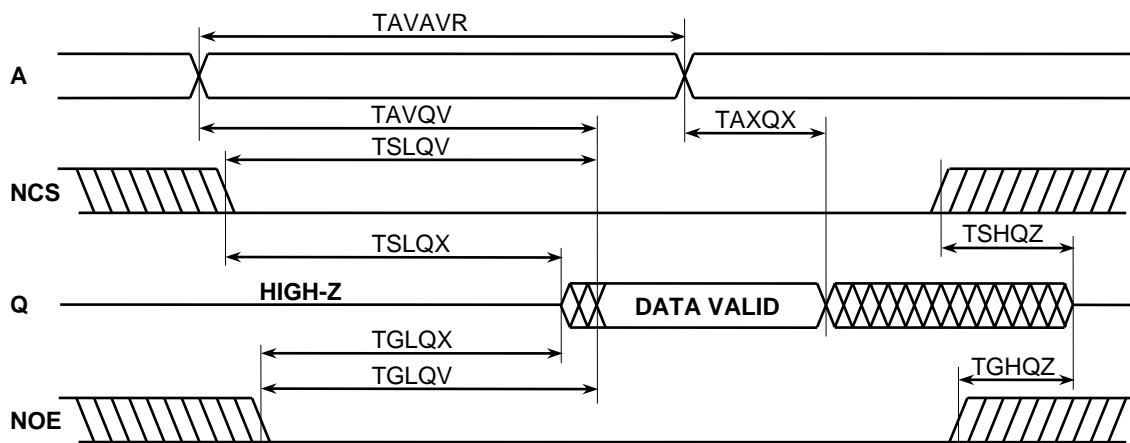 TAVAVR
A
TAVQV
TAXQX
TSLQV
NCS
TSLQX
TSHQZ
HIGH-Z
Q
DATA VALID
TGLQX
TGHQZ
TGLQV
NOE